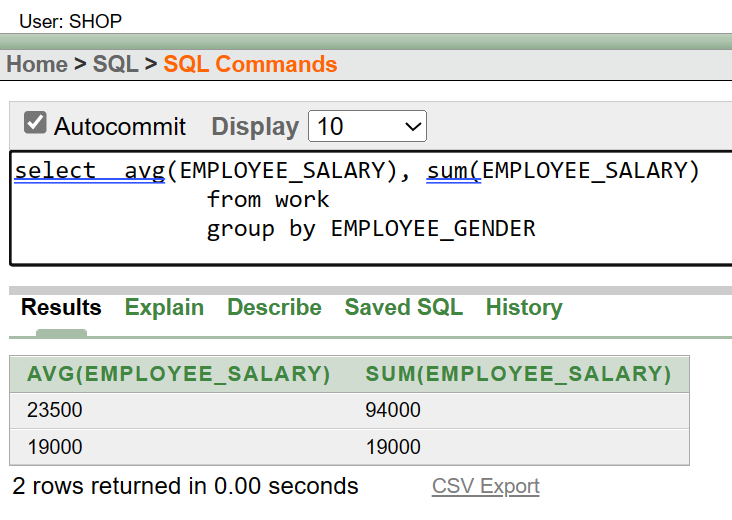 User: SHOP
Home > SQL > SQL Commands
Autocommit Display 10
select  avg(EMPLOYEE_SALARY), sum(EMPLOYEE_SALARY)
from work
group by EMPLOYEE_GENDER
Results Explain Describe Saved SQL History
AVG(EMPLOYEE_SALARY) SUM(EMPLOYEE_SALARY)
23500 94000
19000 19000
2 rows returned in 0.00 seconds CSV Export